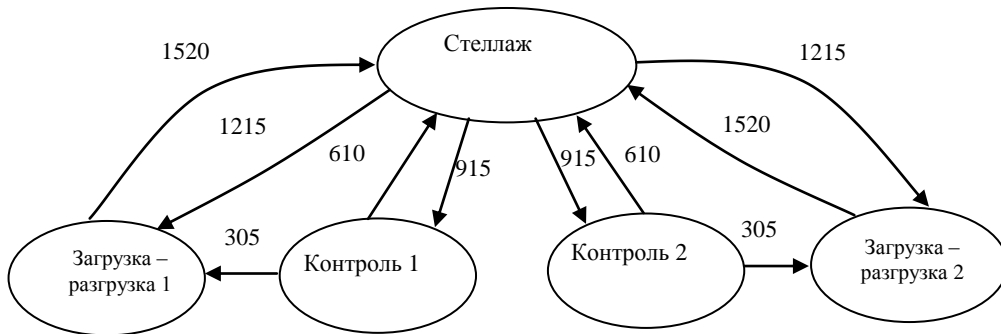 Стеллаж
1520
1215
1215
1520
610
915
915
610
305
305
Загрузка –
разгрузка 1
Контроль 1
Контроль 2
Загрузка –
разгрузка 2